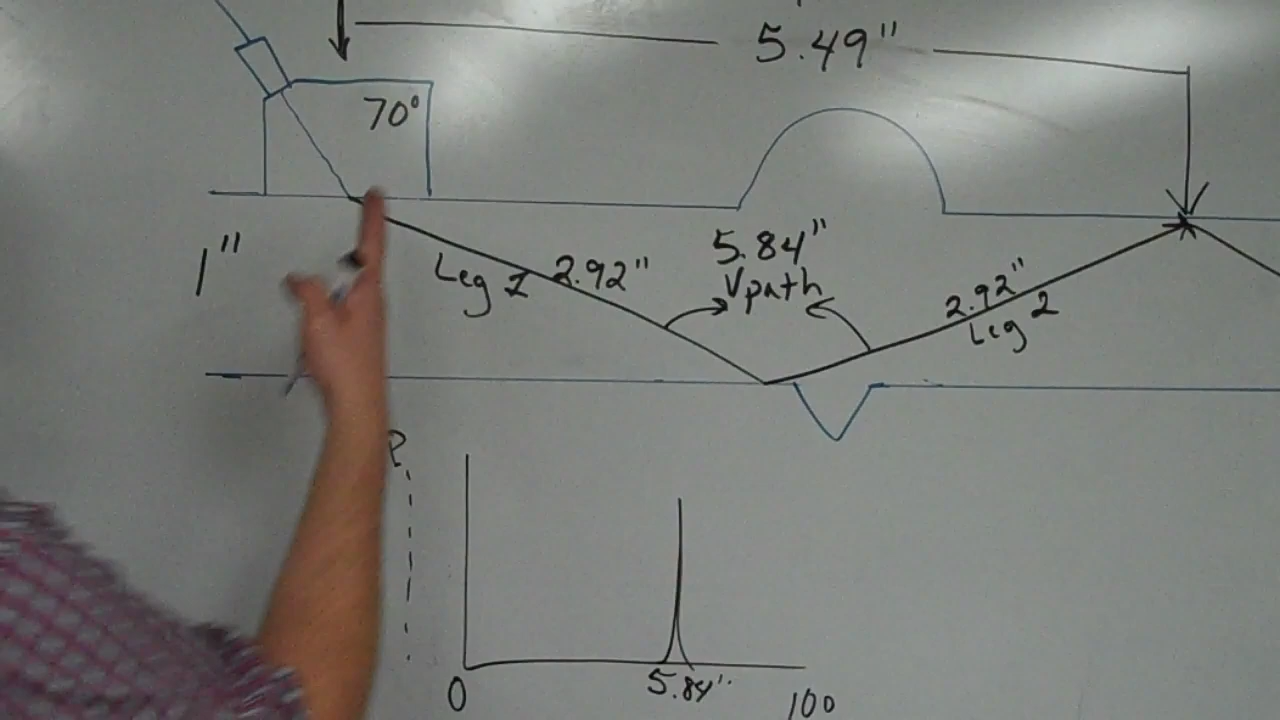 5.49"
70°
1"
Leg 1 2.92"
5.84"
Vpath
2.92"
Leg 2
P.
0
5.84"
100